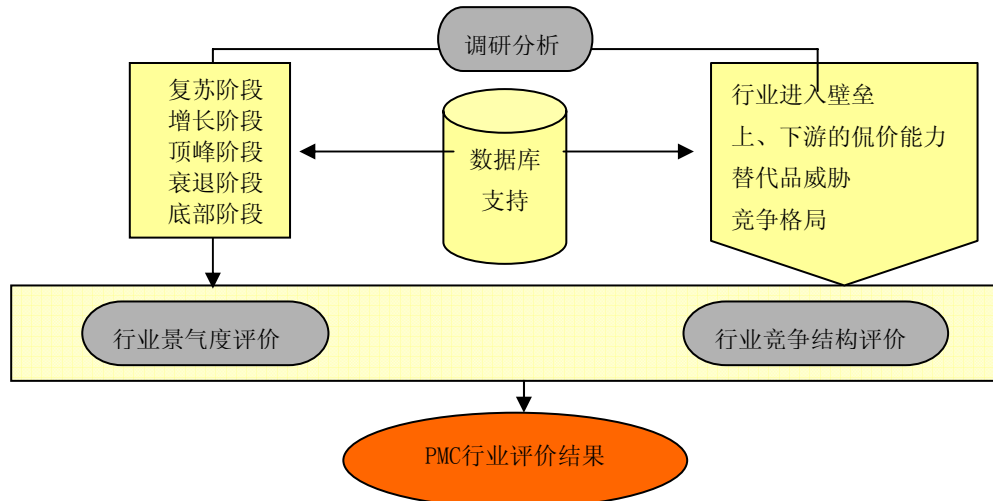 调研分析
复苏阶段
增长阶段
顶峰阶段
衰退阶段
底部阶段
数据库
支持
行业进入壁垒
上、下游的侃价能力
替代品威胁
竞争格局
行业景气度评价
行业竞争结构评价
PMC行业评价结果